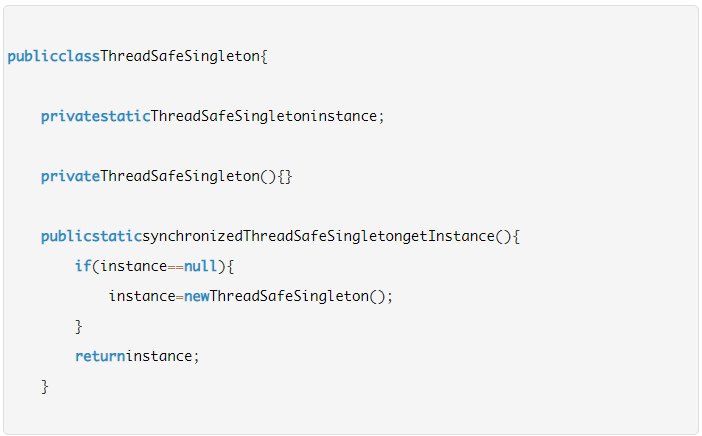 publicclassThreadSafeSingleton{
privatestaticThreadSafeSingletoninstance;
privateThreadSafeSingleton(){}
publicstaticsynchronizedThreadSafeSingletongetInstance(){
if(instance==null){
instance=newThreadSafeSingleton();
}
returninstance;
}